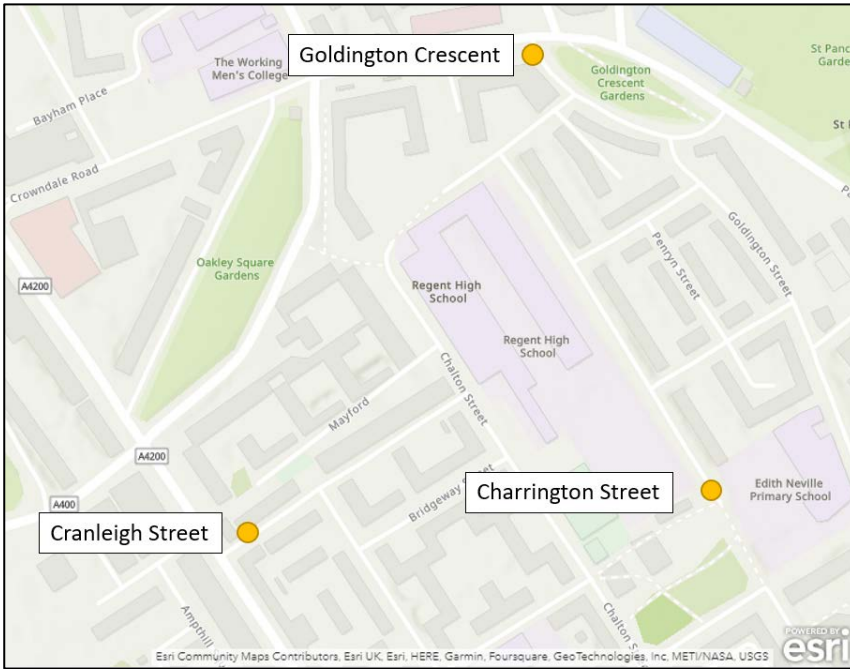 The Working
Men's College
Goldington Crescent
St Panc
Garde
Goldington
Crescent
Gardens
Bayham Place
St
Crowndale Road
Oakley Square
Gardens
Goldington Street
Penryn Street
A4200
Regent High
School
Regent High
School
Chalton Street
Mayford
A4200
Bridgeway Street
Charrington Street
Edith Neville
Primary School
A400
Cranleigh Street
Ampthill
Chalton S
POWERED BY
esri
Esri Community Maps Contributors, Esri UK, Esri, HERE, Garmin, Foursquare, GeoTechnologies, Inc, METI/NASA, USGS